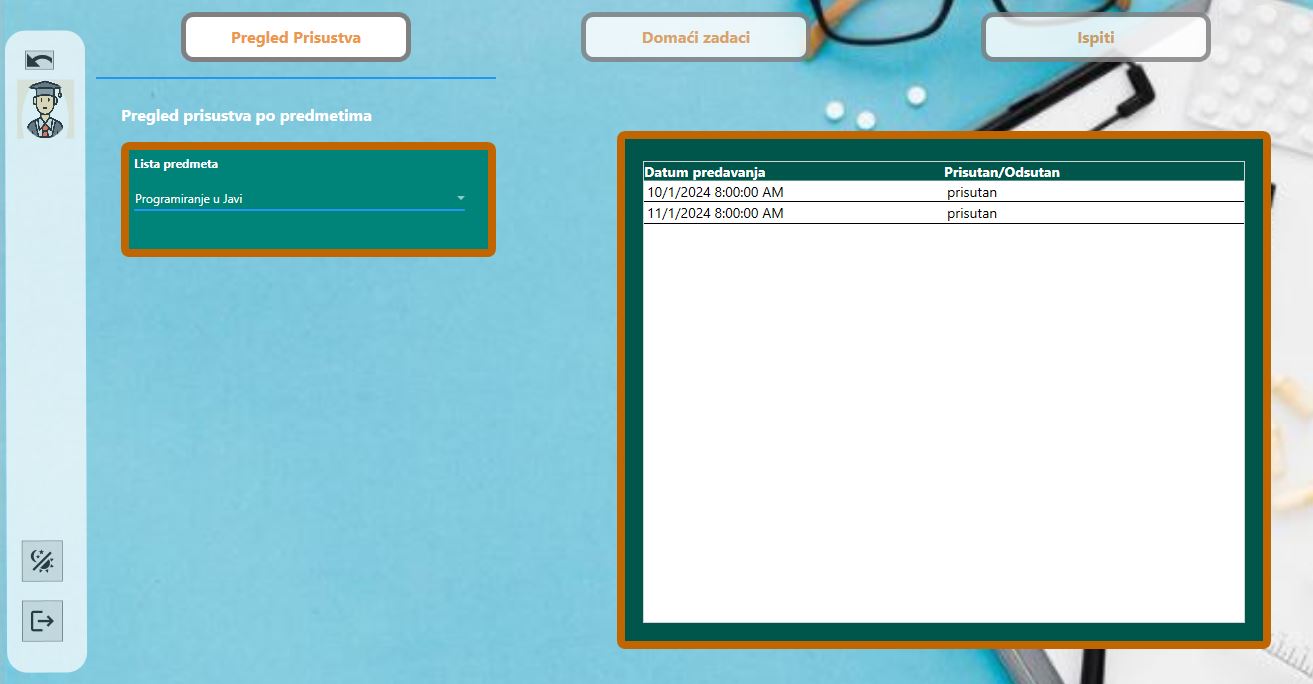 Pregled Prisustva
Domaći zadaci
Ispiti
Pregled prisustva po predmetima
Lista predmeta
Programiranje u Javi
Datum predavanja Prisutan/Odsutan
10/1/2024 8:00:00 AM prisutan
11/1/2024 8:00:00 AM prisutan